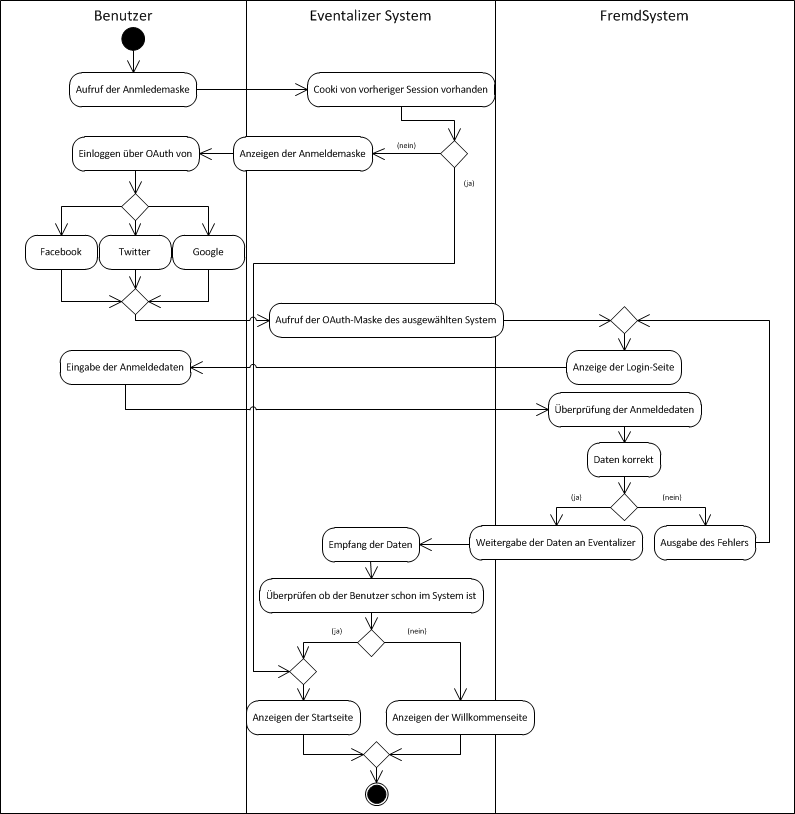 Benutzer
Eventalizer System
FremdSystem
Aufruf der Anmledemaske
Cooki von vorheriger Session vorhanden
Einloggen über OAuth von
Anzeigen der Anmeldemaske
(nein)
(ja)
Facebook
Twitter
Google
Aufruf der OAuth-Maske des ausgewählten System
Eingabe der Anmeldedaten
Anzeige der Login-Seite
Überprüfung der Anmeldedaten
Daten korrekt
(ja)
(nein)
Empfang der Daten
Weitergabe der Daten an Eventalizer
Ausgabe des Fehlers
Überprüfen ob der Benutzer schon im System ist
(ja)
(nein)
Anzeigen der Startseite
Anzeigen der Willkommenseite